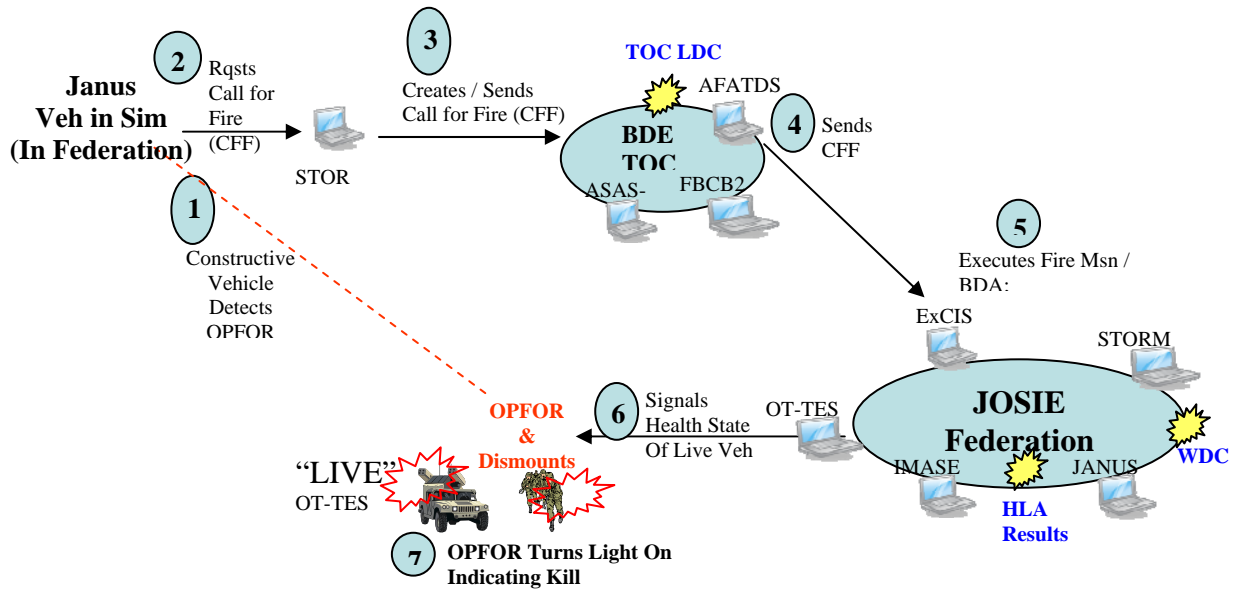 3
TOC LDC
2
Rqsts
Call for
Fire
(CFF)
Janus
Veh in Sim
(In Federation)
Creates / Sends
Call for Fire (CFF)
AFATDS
4
Sends
CFF
BDE
TOC
STOR
ASAS-
FBCB2
1
Constructive
Vehicle
Detects
OPFOR
5
Executes Fire Msn /
BDA:
ExCIS
STORM
JOSIE
Federation
OT-TES
6
Signals
Health State
Of Live Veh
OPFOR
&
Dismounts
IMASE
JANUS
WDC
HLA
Results
“LIVE”
OT-TES
7
OPFOR Turns Light On
Indicating Kill